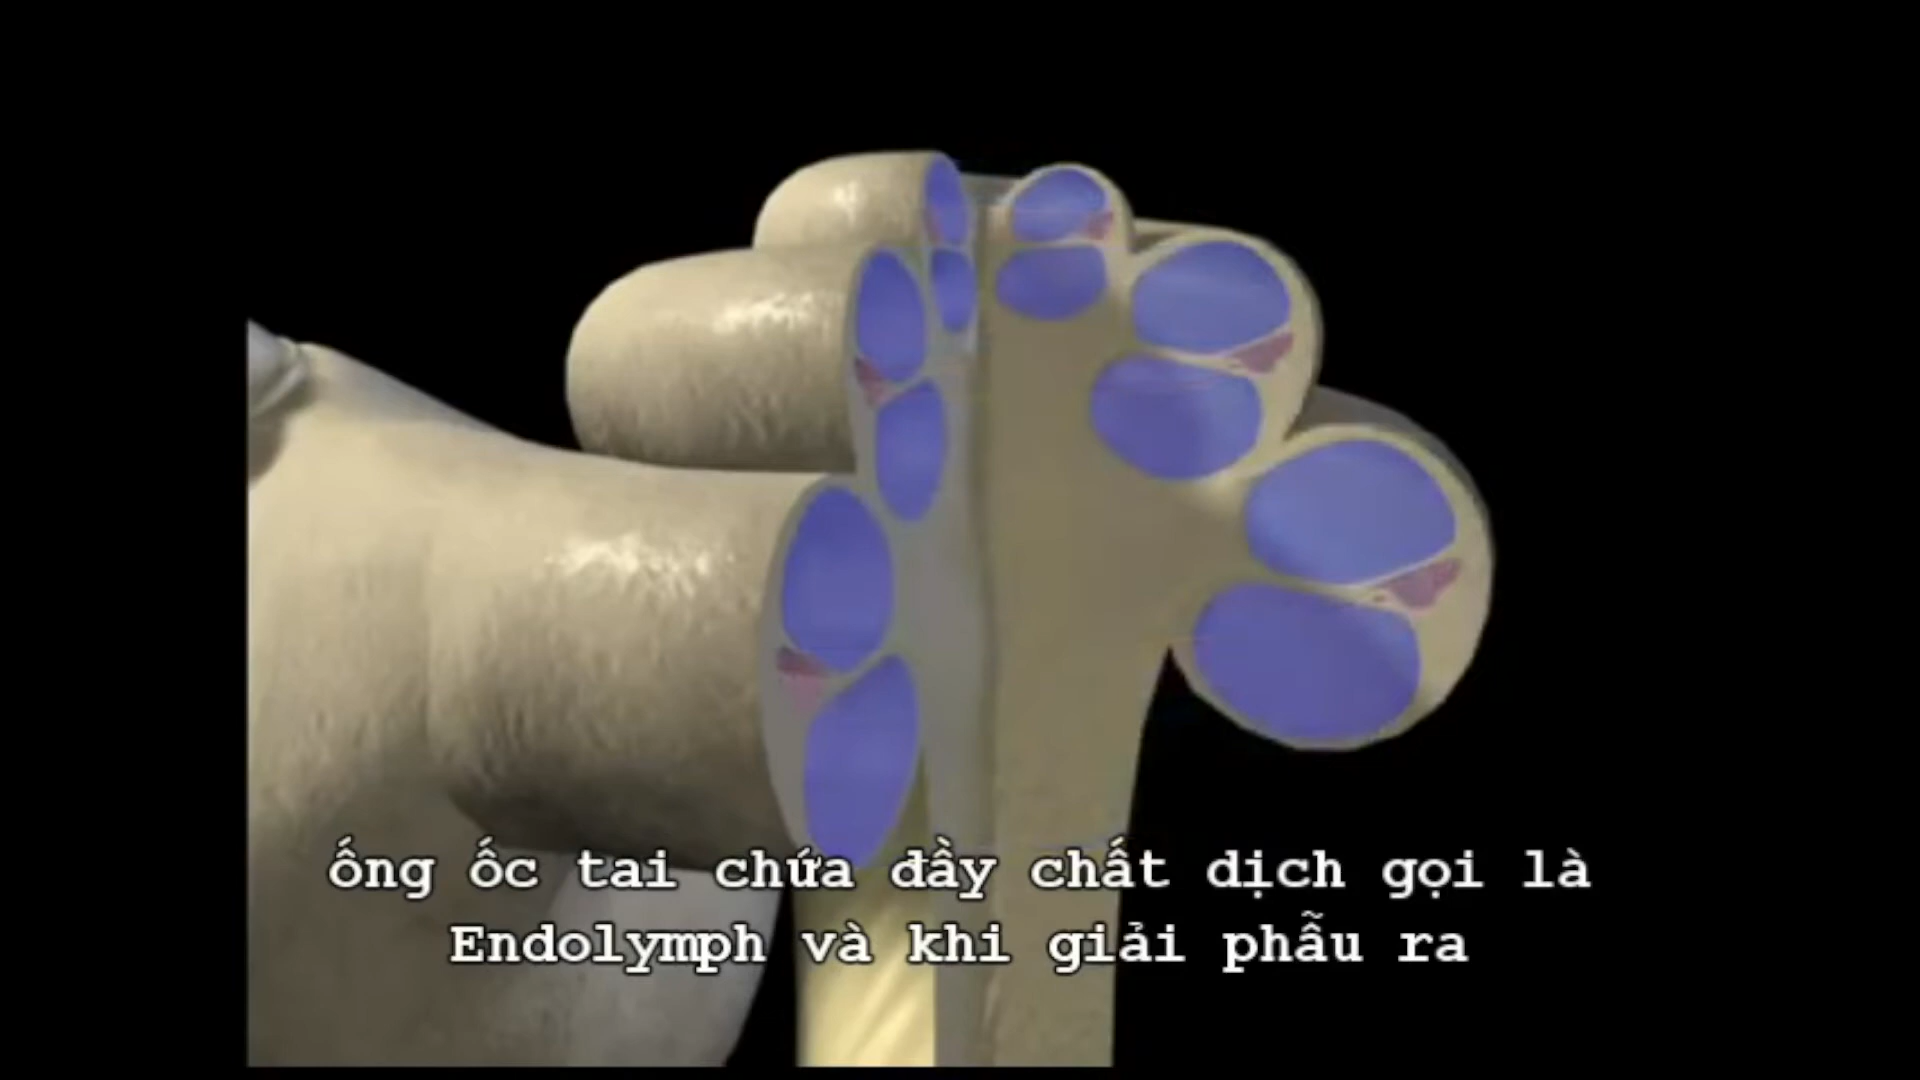 ống ốc tai chứa đầy chất dịch gọi là
Endolymph và khi giải phẫu ra